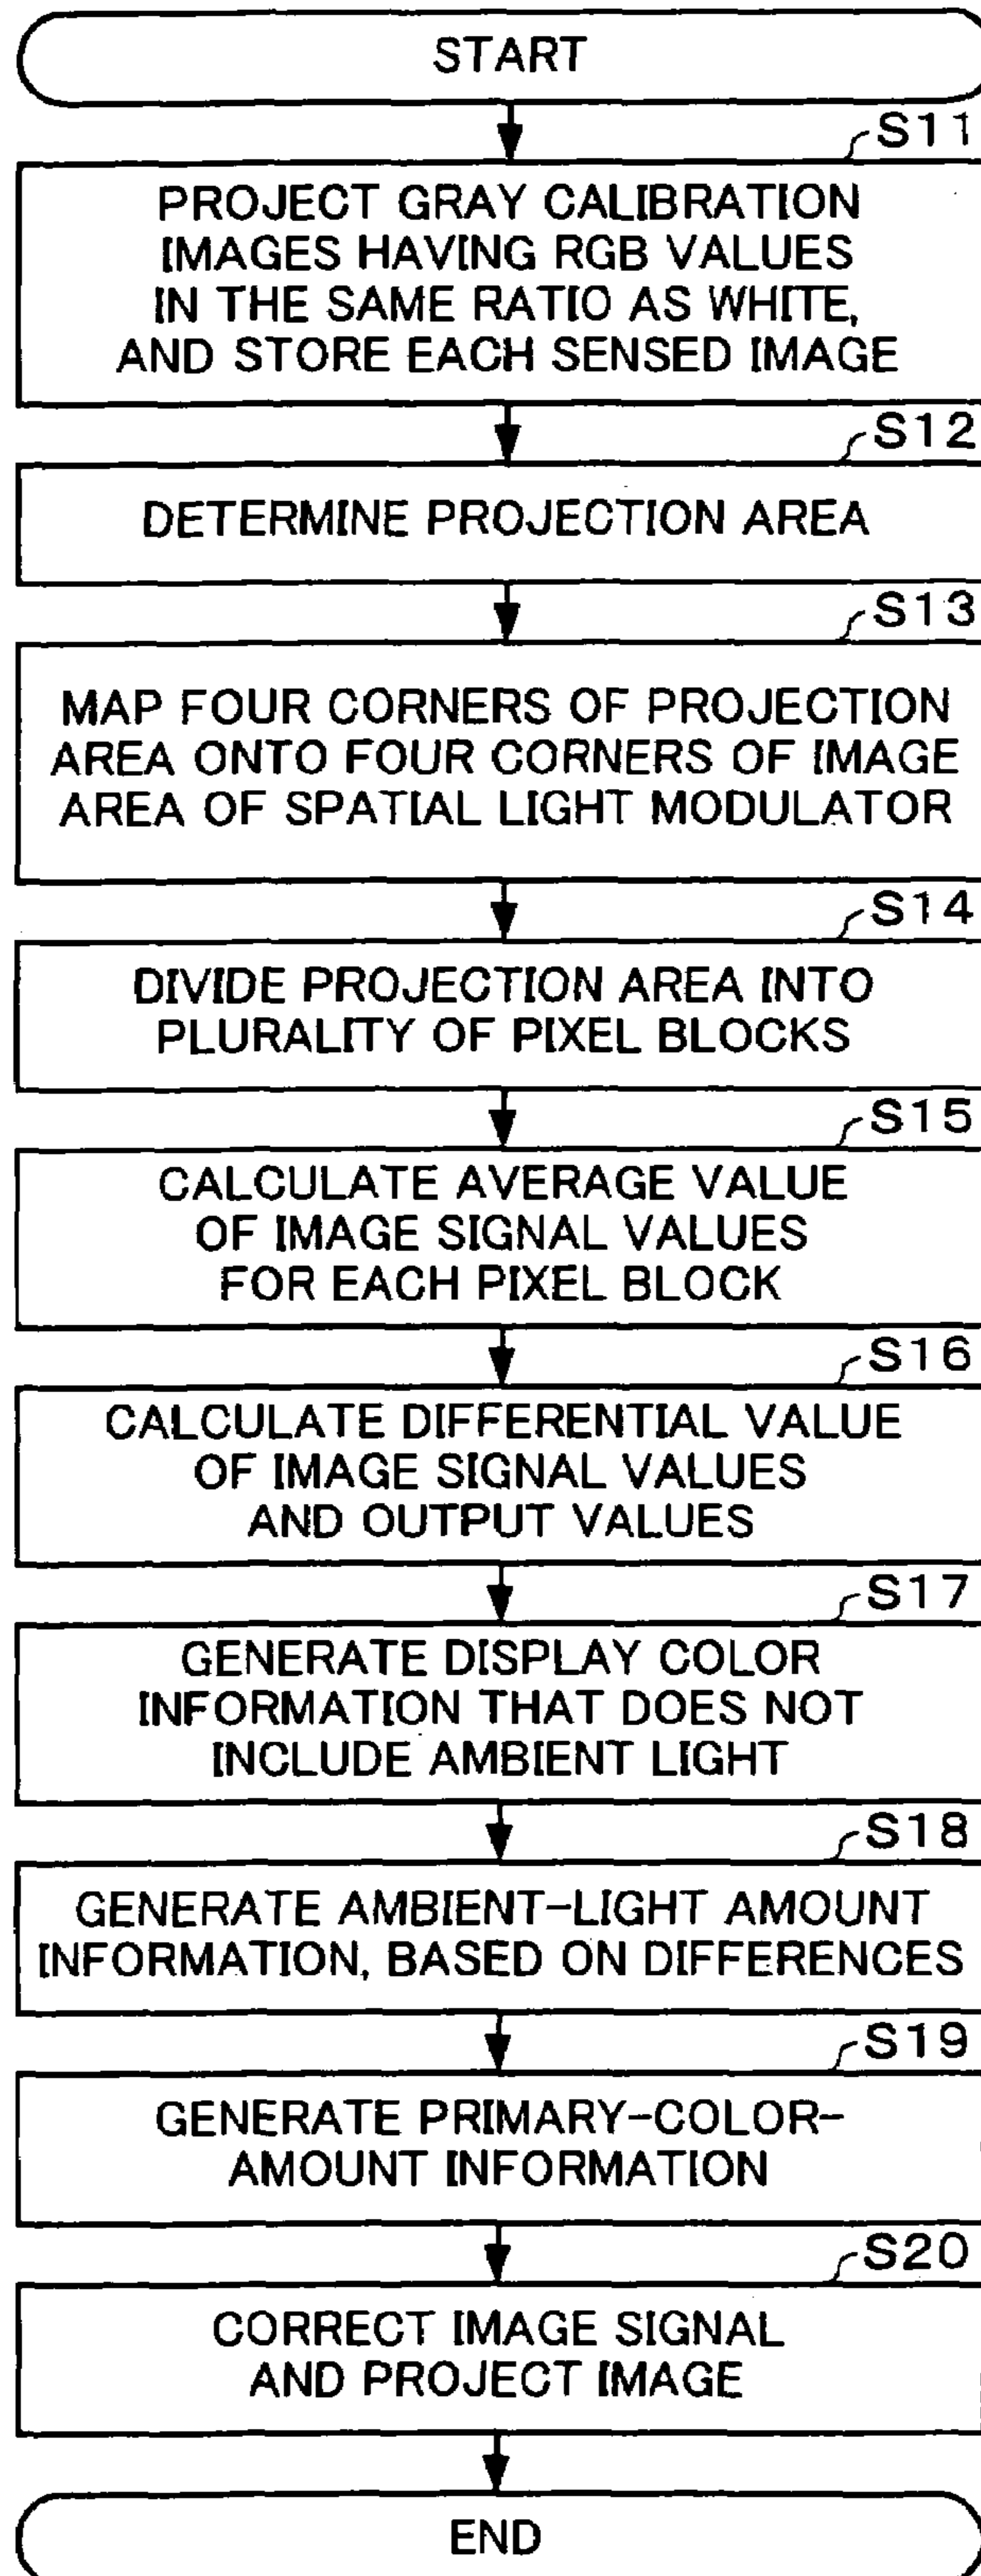 START
S11
PROJECT GRAY CALIBRATION
IMAGES HAVING RGB VALUES
IN THE SAME RATIO AS WHITE,
AND STORE EACH SENSED IMAGE
S12
DETERMINE PROJECTION AREA
S13
MAP FOUR CORNERS OF PROJECTION
AREA ONTO FOUR CORNERS OF IMAGE
AREA OF SPATIAL LIGHT MODULATOR
S14
DIVIDE PROJECTION AREA INTO
PLURALITY OF PIXEL BLOCKS
S15
CALCULATE AVERAGE VALUE
OF IMAGE SIGNAL VALUES
FOR EACH PIXEL BLOCK
S16
CALCULATE DIFFERENTIAL VALUE
OF IMAGE SIGNAL VALUES
AND OUTPUT VALUES
S17
GENERATE DISPLAY COLOR
INFORMATION THAT DOES NOT
INCLUDE AMBIENT LIGHT
S18
GENERATE AMBIENT-LIGHT AMOUNT
INFORMATION, BASED ON DIFFERENCES
S19
GENERATE PRIMARY-COLOR-
AMOUNT INFORMATION
S20
CORRECT IMAGE SIGNAL
AND PROJECT IMAGE
END